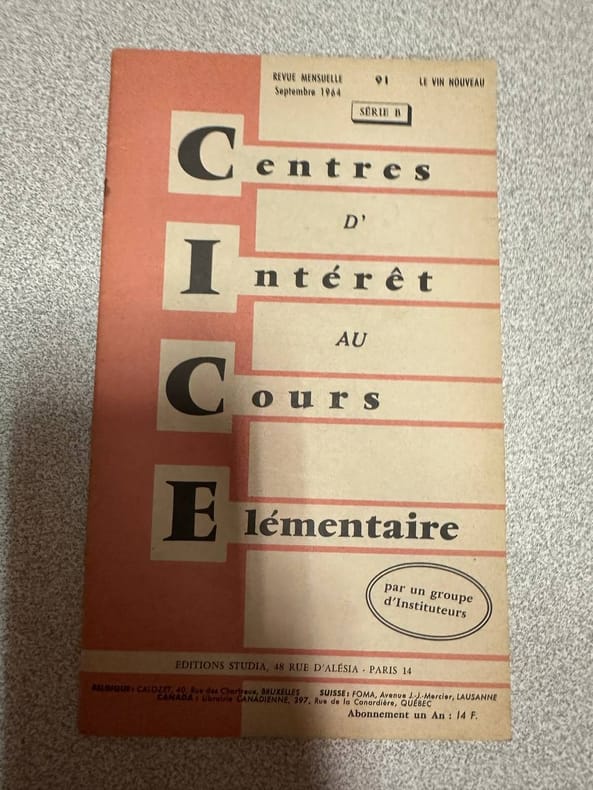 REVUE MENSUELLE 91 LE VIN NOUVEAU
Septembre 1964
SÉRIE B
Centres
D'
Intérêt
AU
Cours
Elémentaire
par un groupe
d'Instituteurs
EDITIONS STUDIA, 48 RUE D'ALÉSIA - PARIS 14
BELGIQUE : CALOZET, 40, Rue des Chartreux, BRUXELLES SUISSE : FOMA, Avenue J.-J.-Mercier, LAUSANNE
CANADA : Librairie CANADIENNE, 397, Rue de la Conardière, QUÉBEC
Abonnement un An : 14 F.